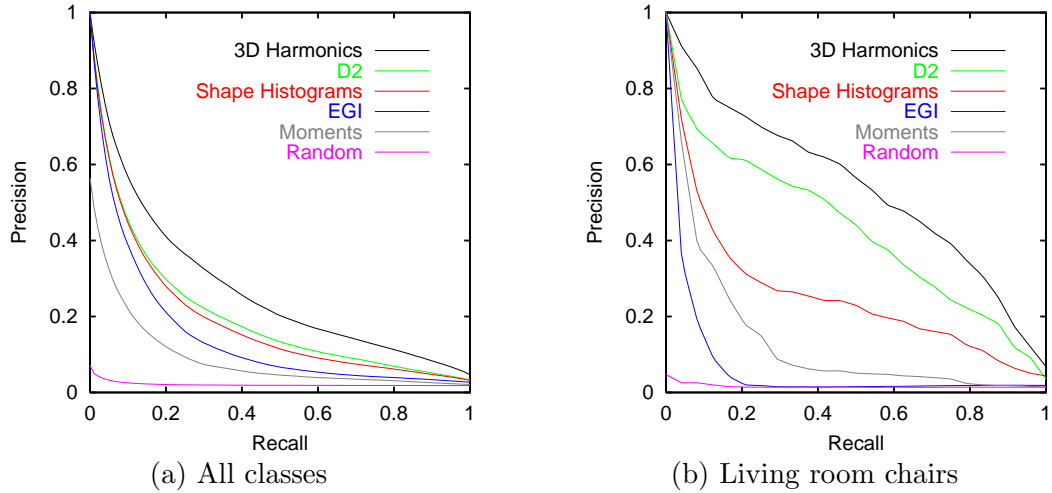 1
0.8
0.6
0.4
0.2
0
Precision
3D Harmonics
D2
Shape Histograms
EGI
Moments
Random
0 0.2 0.4 0.6 0.8 1
Recall
(a) All classes
1
0.8
0.6
0.4
0.2
0
Precision
3D Harmonics
D2
Shape Histograms
EGI
Moments
Random
0 0.2 0.4 0.6 0.8 1
Recall
(b) Living room chairs